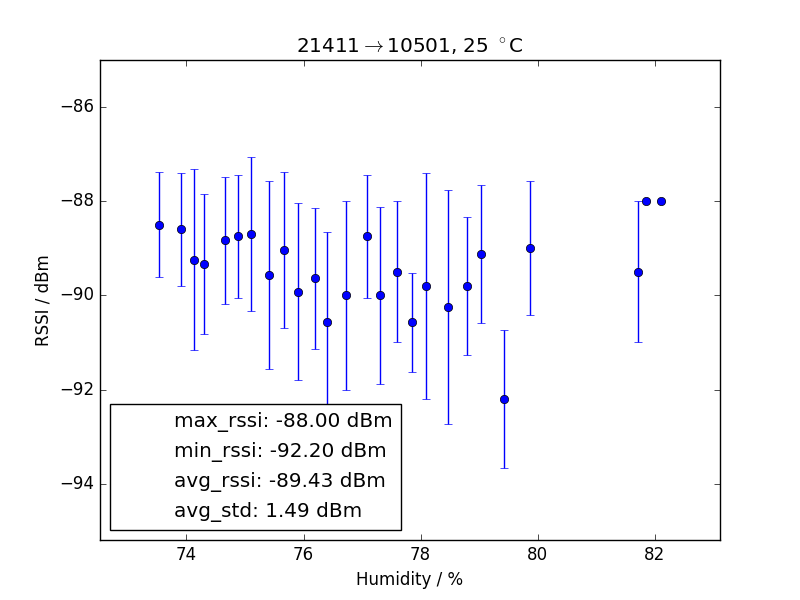 21411→10501, 25 °C
−86
−88
−90
−92
−94
RSSI / dBm
max_rssi: -88.00 dBm
min_rssi: -92.20 dBm
avg_rssi: -89.43 dBm
avg_std: 1.49 dBm
74 76 78 80 82
Humidity / %